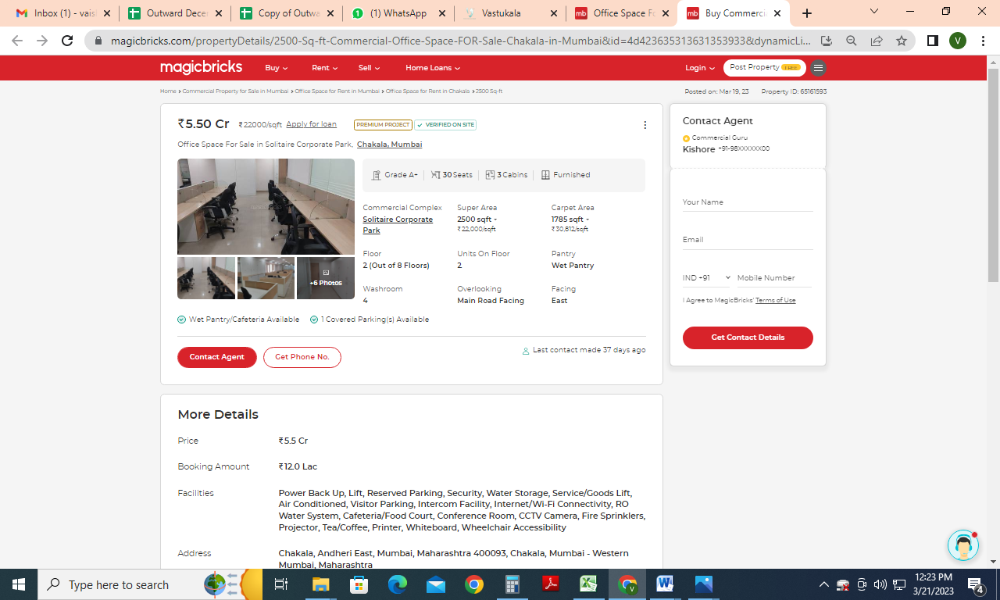 Inbox (1) - vais
Outward Decer
Copy of Outwa
(1) WhatsApp
Vastukala
Office Space Fo
Buy Commerci
magicbricks.com/propertyDetails/2500-Sq-ft-Commercial-Office-Space-FOR-Sale-Chakala-in-Mumbai&id=4d423635313631353933&dynamicLi...
V
magicbricks
Buy
Rent
Sell
Home Loans
Login
Post Property FREE
Home > Commercial Property for Sale in Mumbai > Office Space for Rent in Mumbai > Office Space for Rent in Chakala > 2500 Sq-ft
Posted on: Mar 19, 23 Property ID: 65161593
₹5.50 Cr ₹22000/sqft Apply for loan PREMIUM PROJECT VERIFIED ON SITE
Office Space For Sale in Solitaire Corporate Park, Chakala, Mumbai
magicbricks
+6 Photos
Grade A+ 30 Seats 3 Cabins Furnished
Commercial Complex Super Area Carpet Area
Solitaire Corporate 2500 sqft - 1785 sqft -
Park ₹22,000/sqft ₹30,812/sqft
Floor Units On Floor Pantry
2 (Out of 8 Floors) 2 Wet Pantry
Washroom Overlooking Facing
4 Main Road Facing East
Wet Pantry/Cafeteria Available 1 Covered Parking(s) Available
Contact Agent Get Phone No. Last contact made 37 days ago
Contact Agent
Commercial Guru
Kishore +91-98XXXXXX00
Your Name
Email
IND +91 Mobile Number
I Agree to MagicBricks' Terms of Use
Get Contact Details
More Details
Price ₹5.5 Cr
Booking Amount ₹12.0 Lac
Facilities Power Back Up, Lift, Reserved Parking, Security, Water Storage, Service/Goods Lift,
Air Conditioned, Visitor Parking, Intercom Facility, Internet/Wi-Fi Connectivity, RO
Water System, Cafeteria/Food Court, Conference Room, CCTV Camera, Fire Sprinklers,
Projector, Tea/Coffee, Printer, Whiteboard, Wheelchair Accessibility
Address Chakala, Andheri East, Mumbai, Maharashtra 400093, Chakala, Mumbai - Western
Mumbai, Maharashtra
Type here to search
12:23 PM
3/21/2023
4